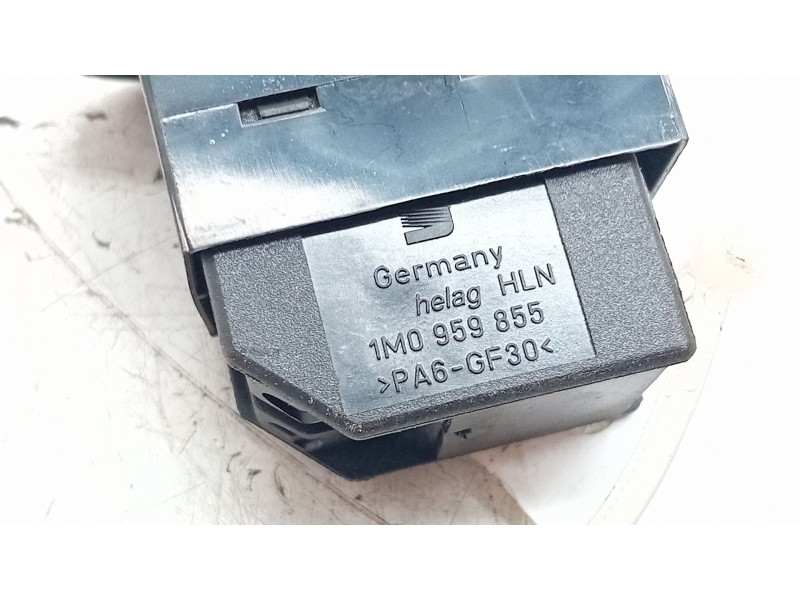 Germany
helag HLN
1M0 959 855
>PA6-GF30<